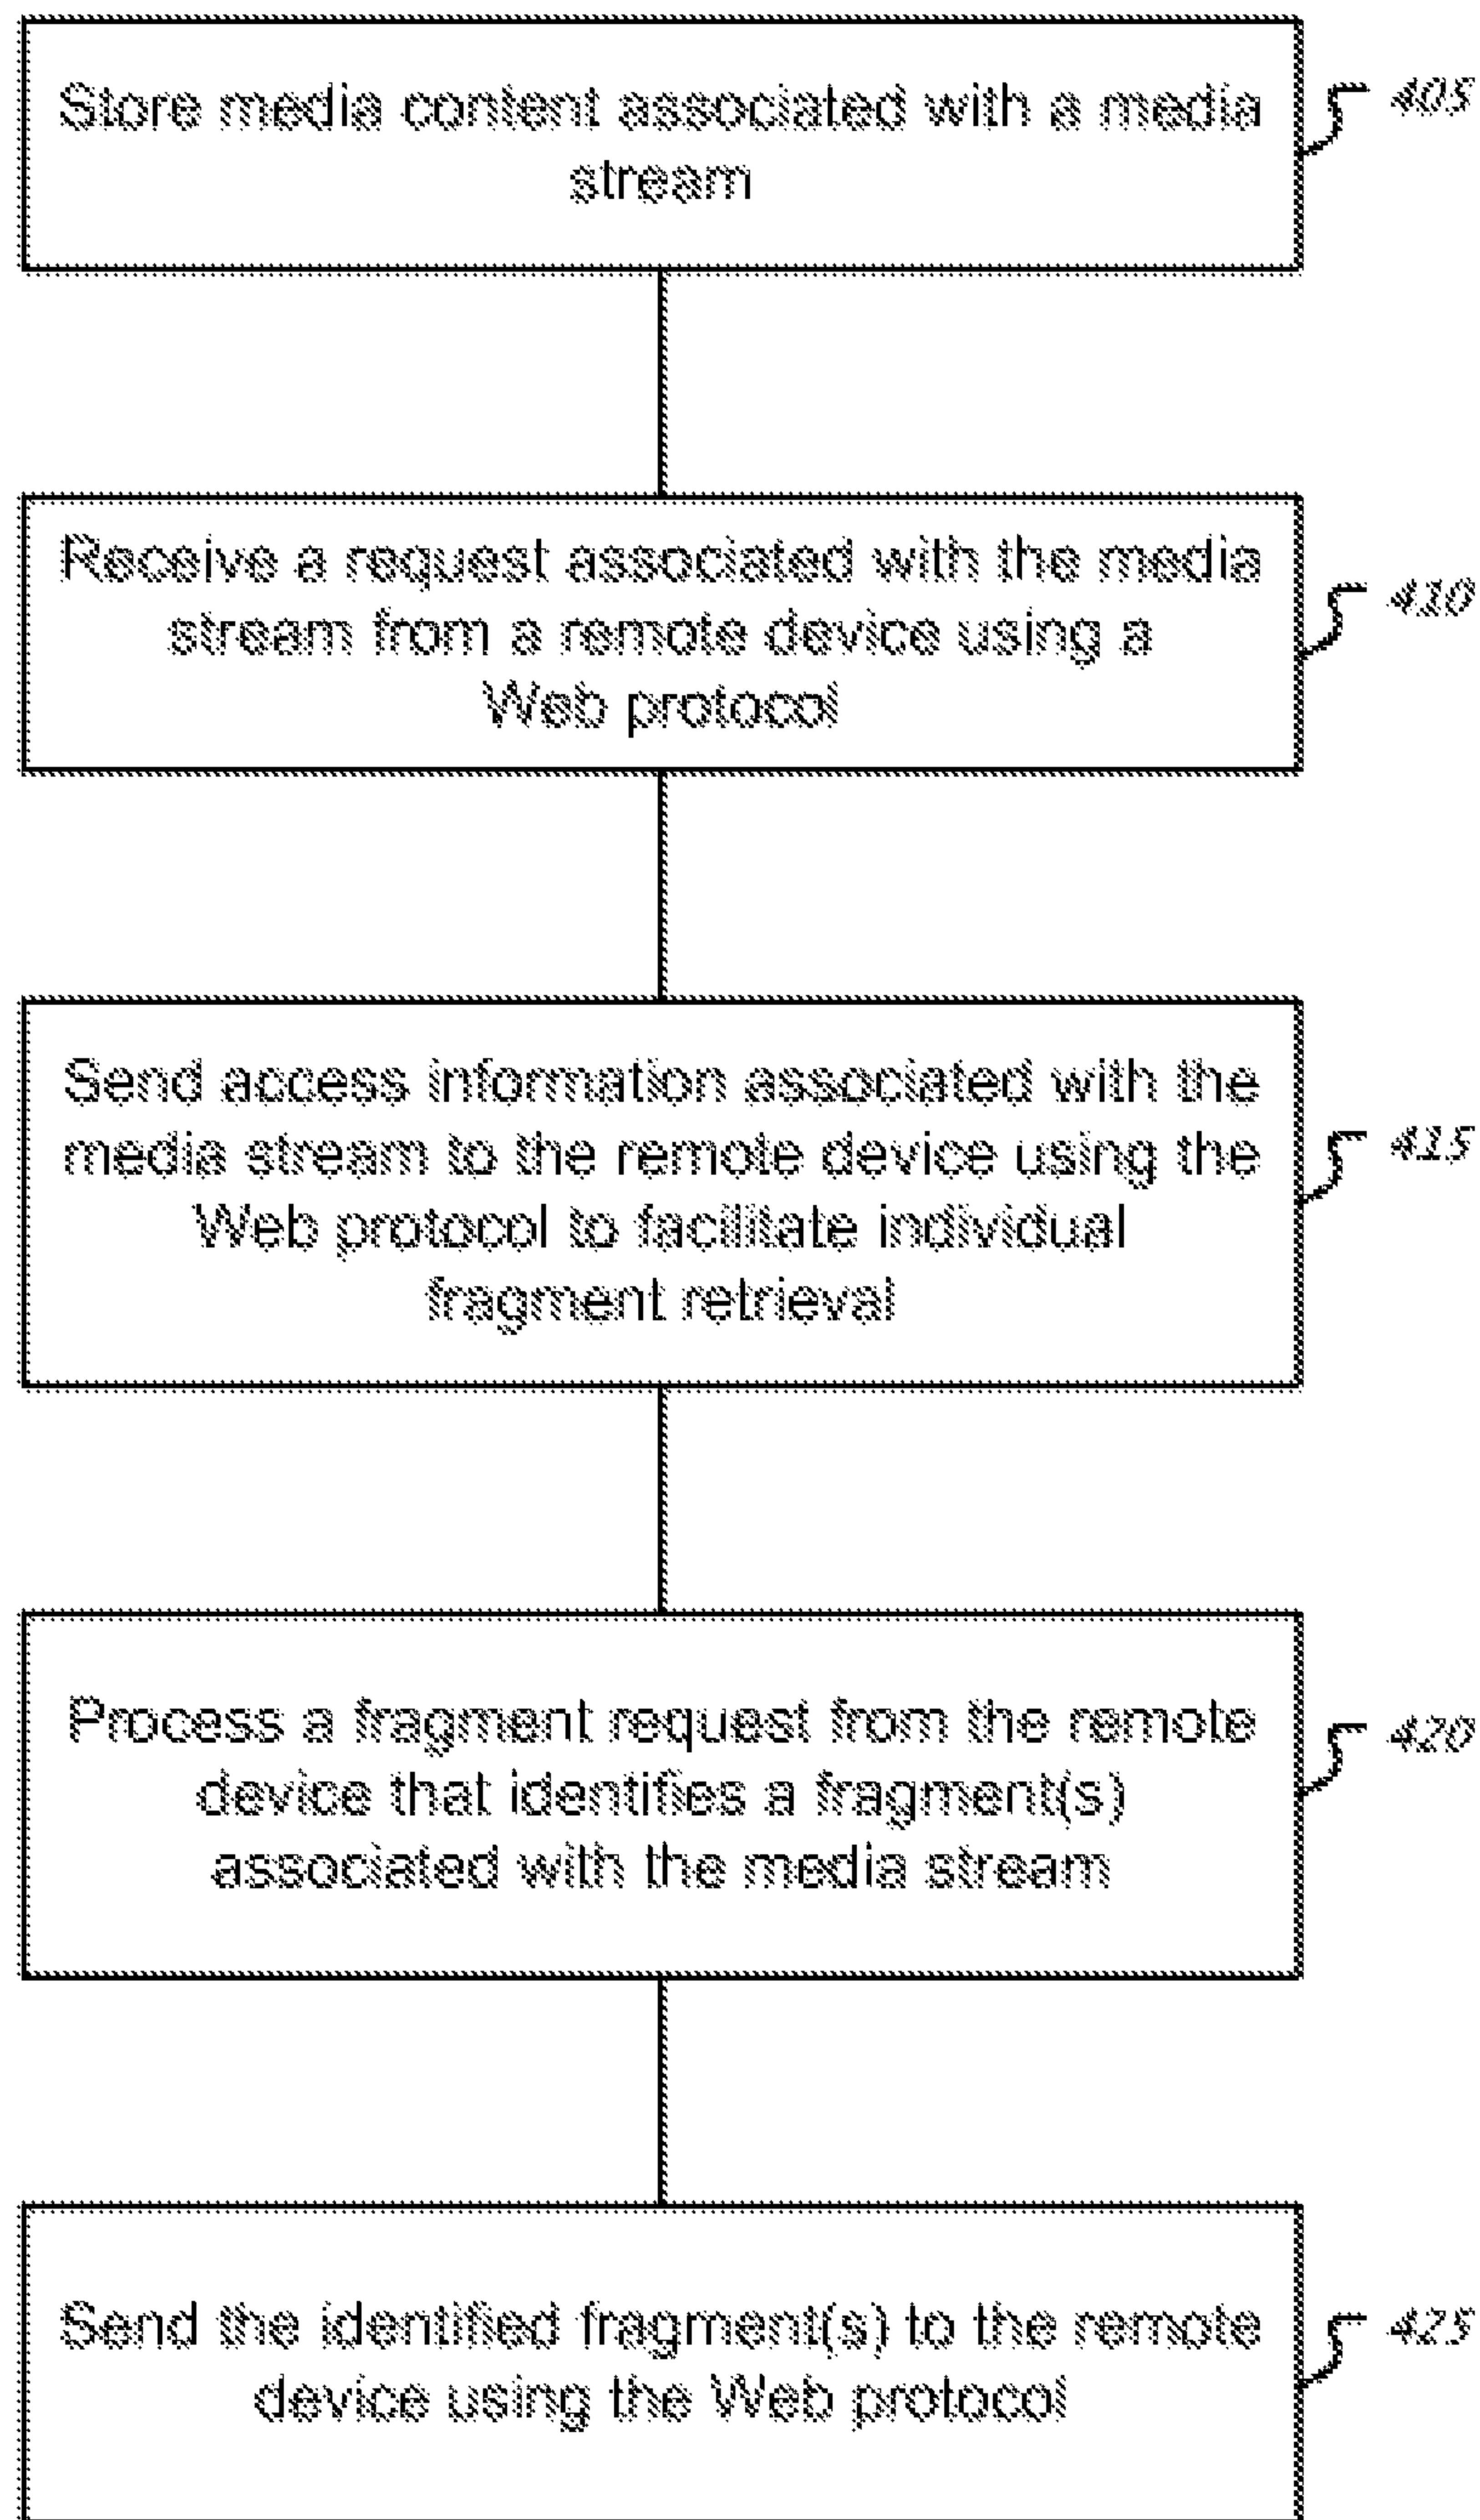 Store media content associated with a media
stream
405
Receive a request associated with the media
stream from a remote device using a
Web protocol
410
Send access information associated with the
media stream to the remote device using the
Web protocol to facilitate individual
fragment retrieval
415
Process a fragment request from the remote
device that identifies a fragment(s)
associated with the media stream
420
Send the identified fragment(s) to the remote
device using the Web protocol
425